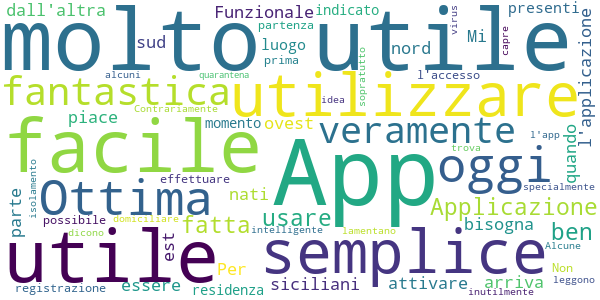 dall'altra Funzionale indicato presenti
molto utile
sud partenza luogo prima nord Mi virus capre l'applicazione
alcuni quarantena sopratutto l'accesso
fantastica utilizzare
Contrariamente idea
piace momento ovest veramente l'app quando
facile App oggi
trova
isolamento effettuare specialmente
parte Ottima nati Applicazione
possibile domiciliare fatta usare bisogna
dicono intelligente lamentano ben
utile est Per semplice Alcune
Non
essere siciliani attivare arriva leggono
registrazione residenza inutilmente